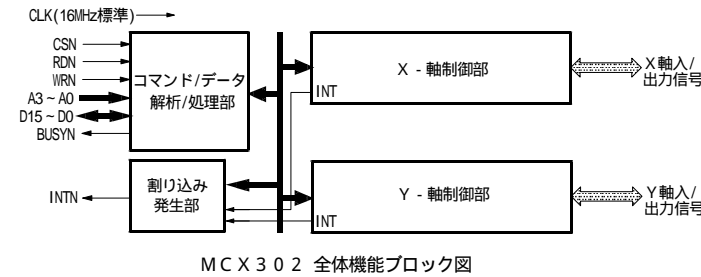 CLK(16MHz標準)
CSN
RDN
WRN
A3～A0
D15～D0
BUSYN
コマンド/データ
解析/処理部
X - 軸制御部
INT
X軸入/
出力信号
INTN
割り込み
発生部
Y - 軸制御部
INT
Y軸入/
出力信号
MCX302 全体機能ブロック図